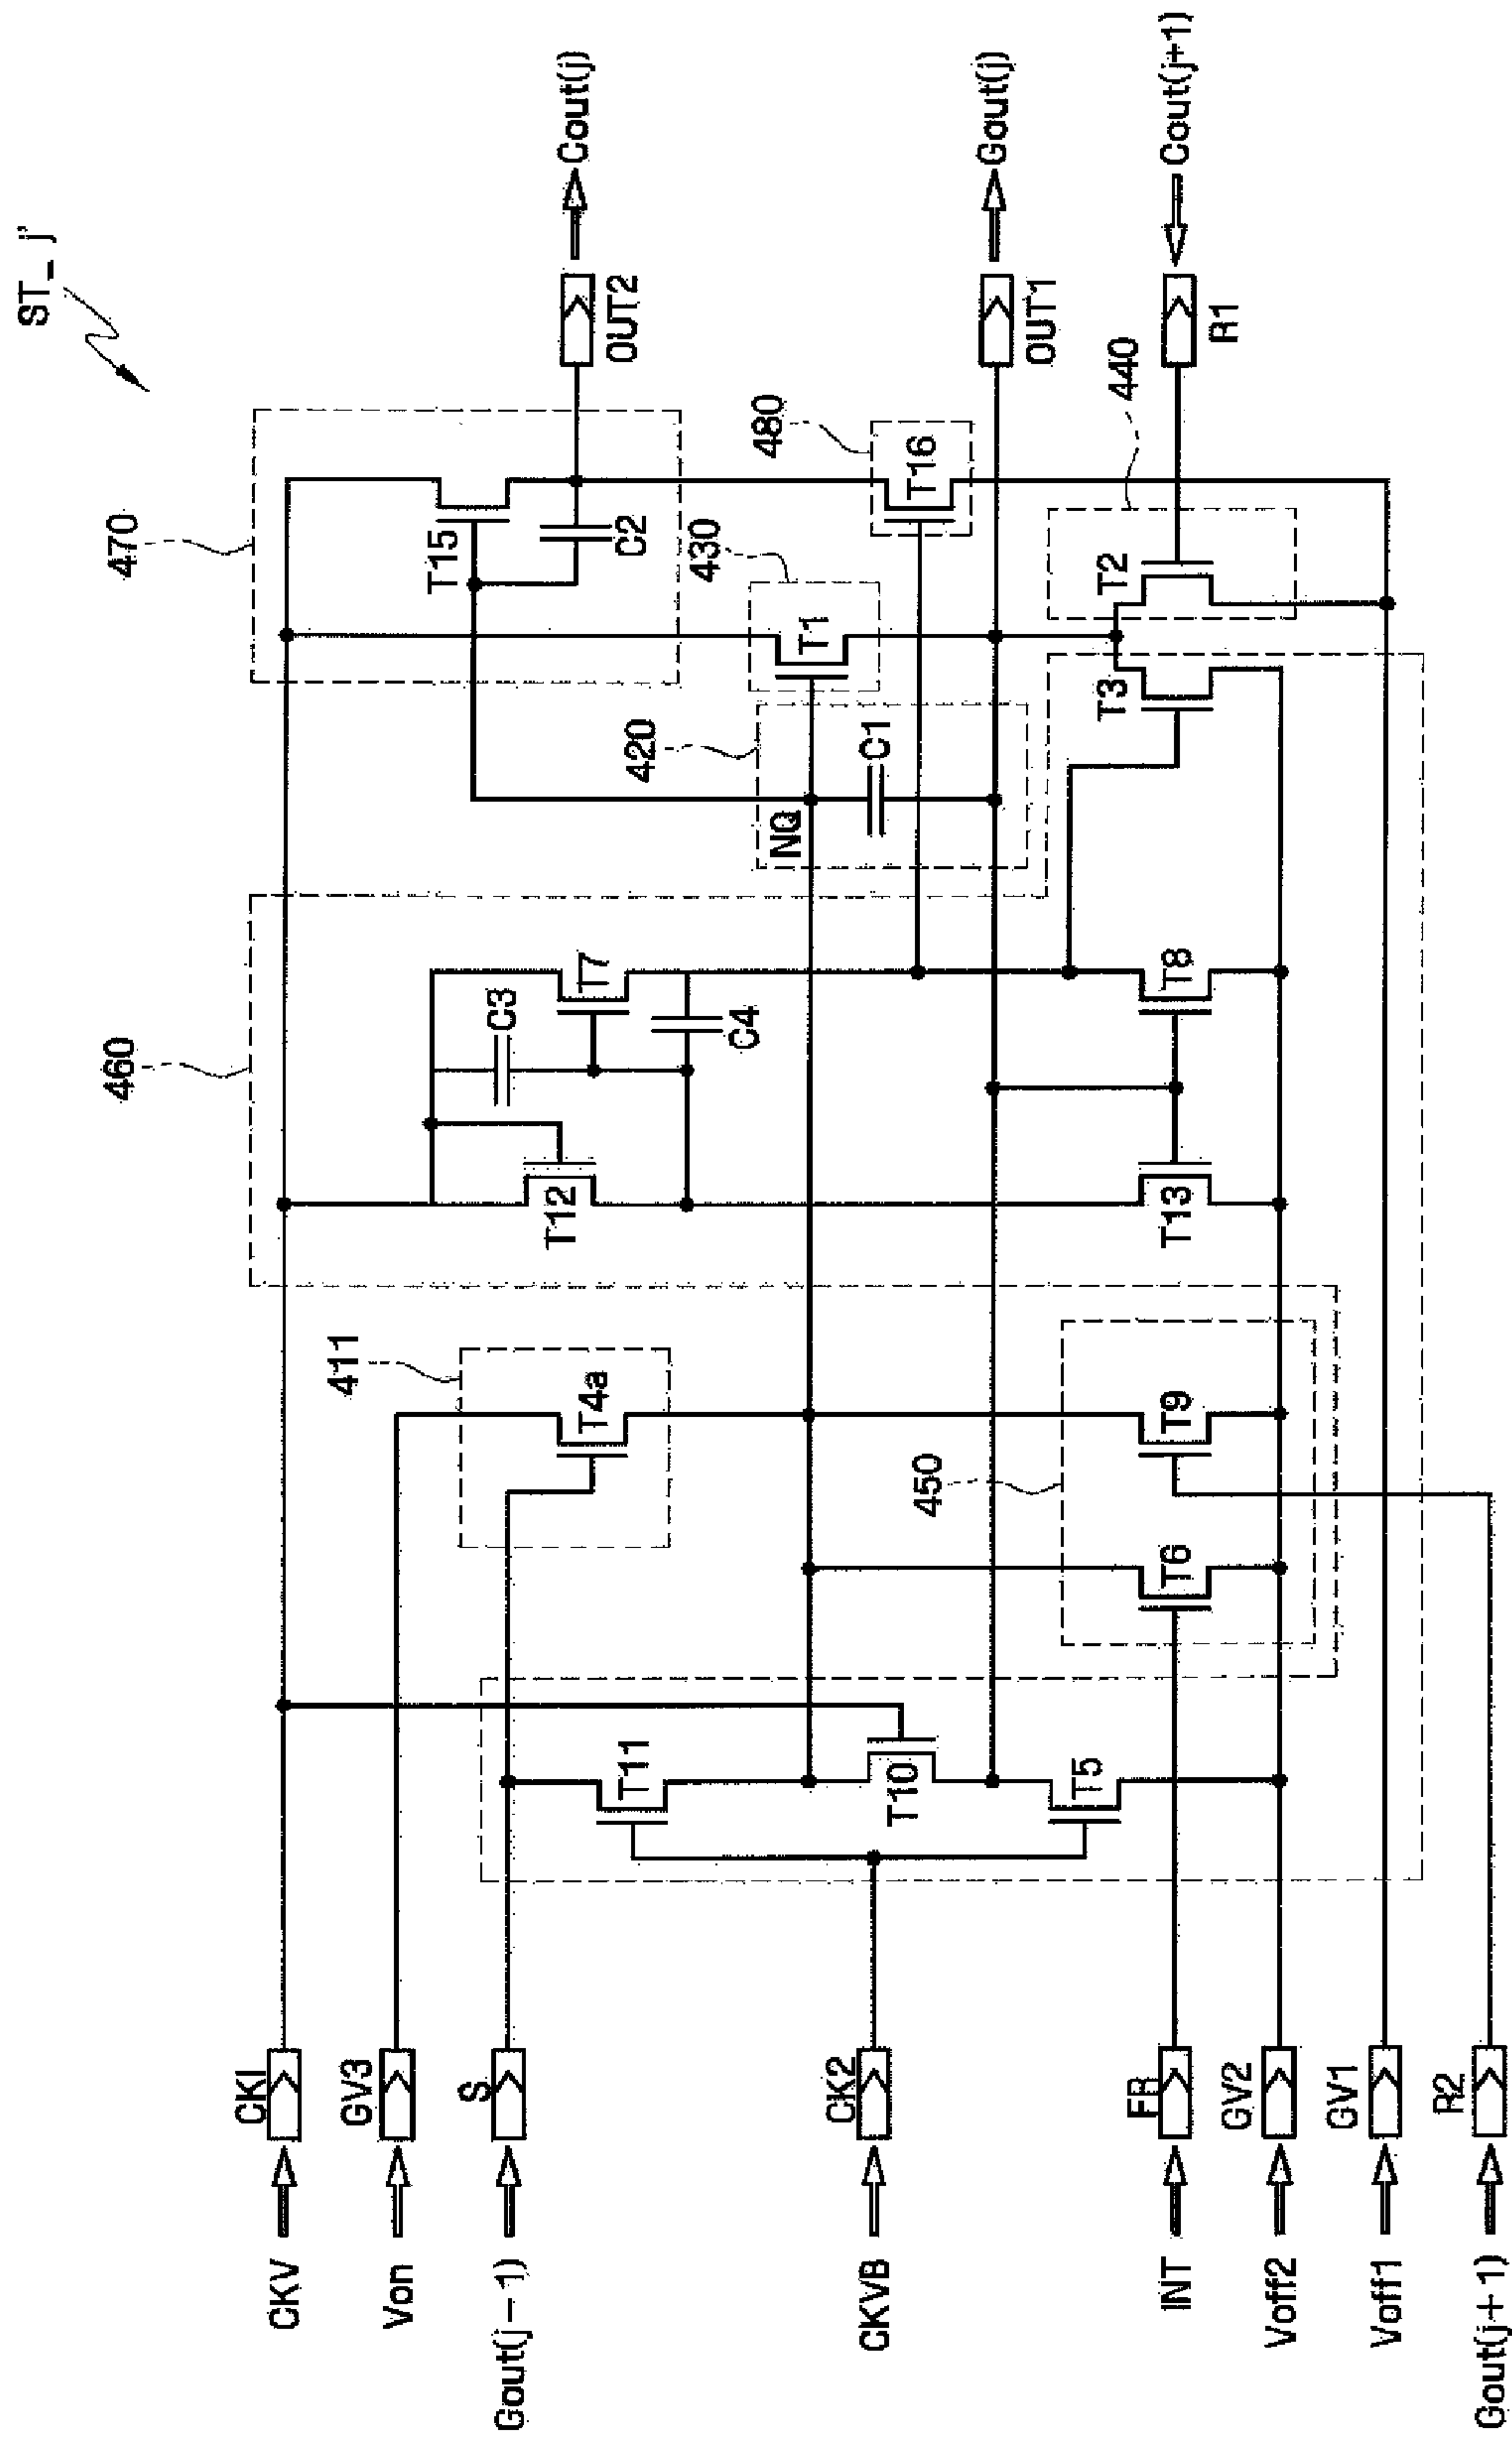 ST_ j'
460
470
CKV
CKI
Von
GV3
411
Gout(j−1)
S
T12
C3
T7
T15
T4a
T11
C4
C2
OUT2
Cout(j)
420
430
480
NQ
T1
CKVB
CK2
T10
450
C1
T16
Gout(j)
OUT1
T5
T3
T2
440
INT
FR
T6
T9
T13
T8
Cout(j+1)
R1
Voff2
GV2
Voff1
GV1
Gout(j+1)
R2